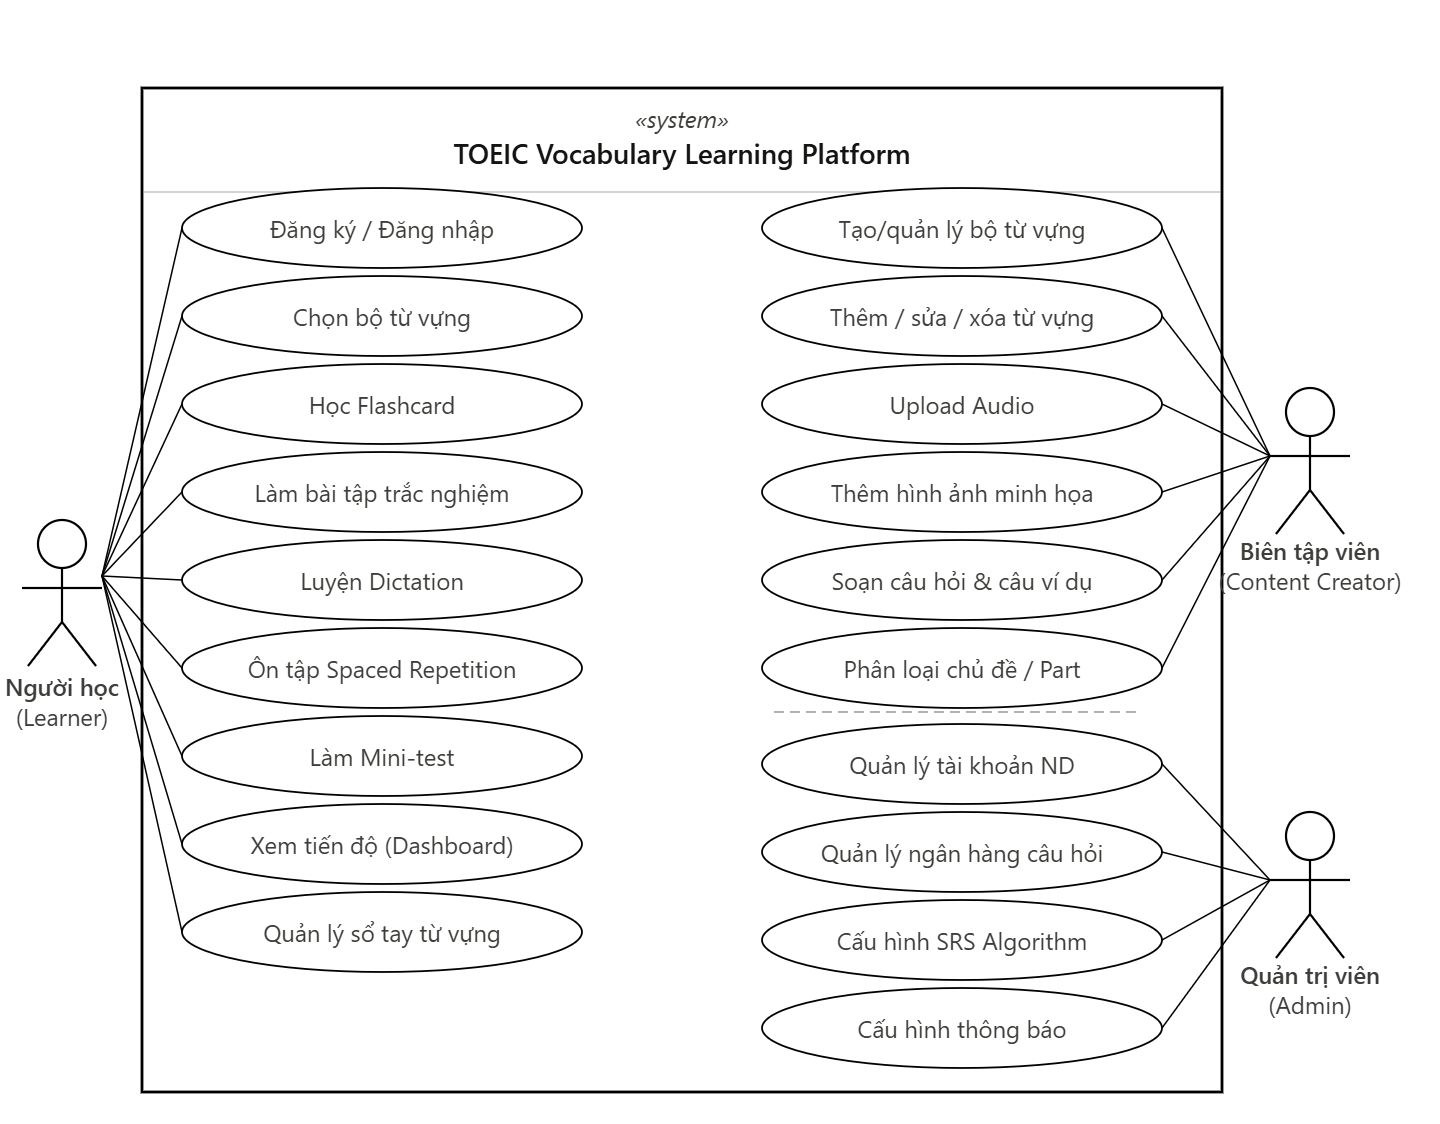 «system»
TOEIC Vocabulary Learning Platform
Đăng ký / Đăng nhập
Chọn bộ từ vựng
Học Flashcard
Làm bài tập trắc nghiệm
Luyện Dictation
Ôn tập Spaced Repetition
Làm Mini-test
Xem tiến độ (Dashboard)
Quản lý sổ tay từ vựng
Người học
(Learner)
Tạo/quản lý bộ từ vựng
Thêm / sửa / xóa từ vựng
Upload Audio
Thêm hình ảnh minh họa
Soạn câu hỏi & câu ví dụ
Phân loại chủ đề / Part
Quản lý tài khoản ND
Quản lý ngân hàng câu hỏi
Cấu hình SRS Algorithm
Cấu hình thông báo
Biên tập viên
(Content Creator)
Quản trị viên
(Admin)